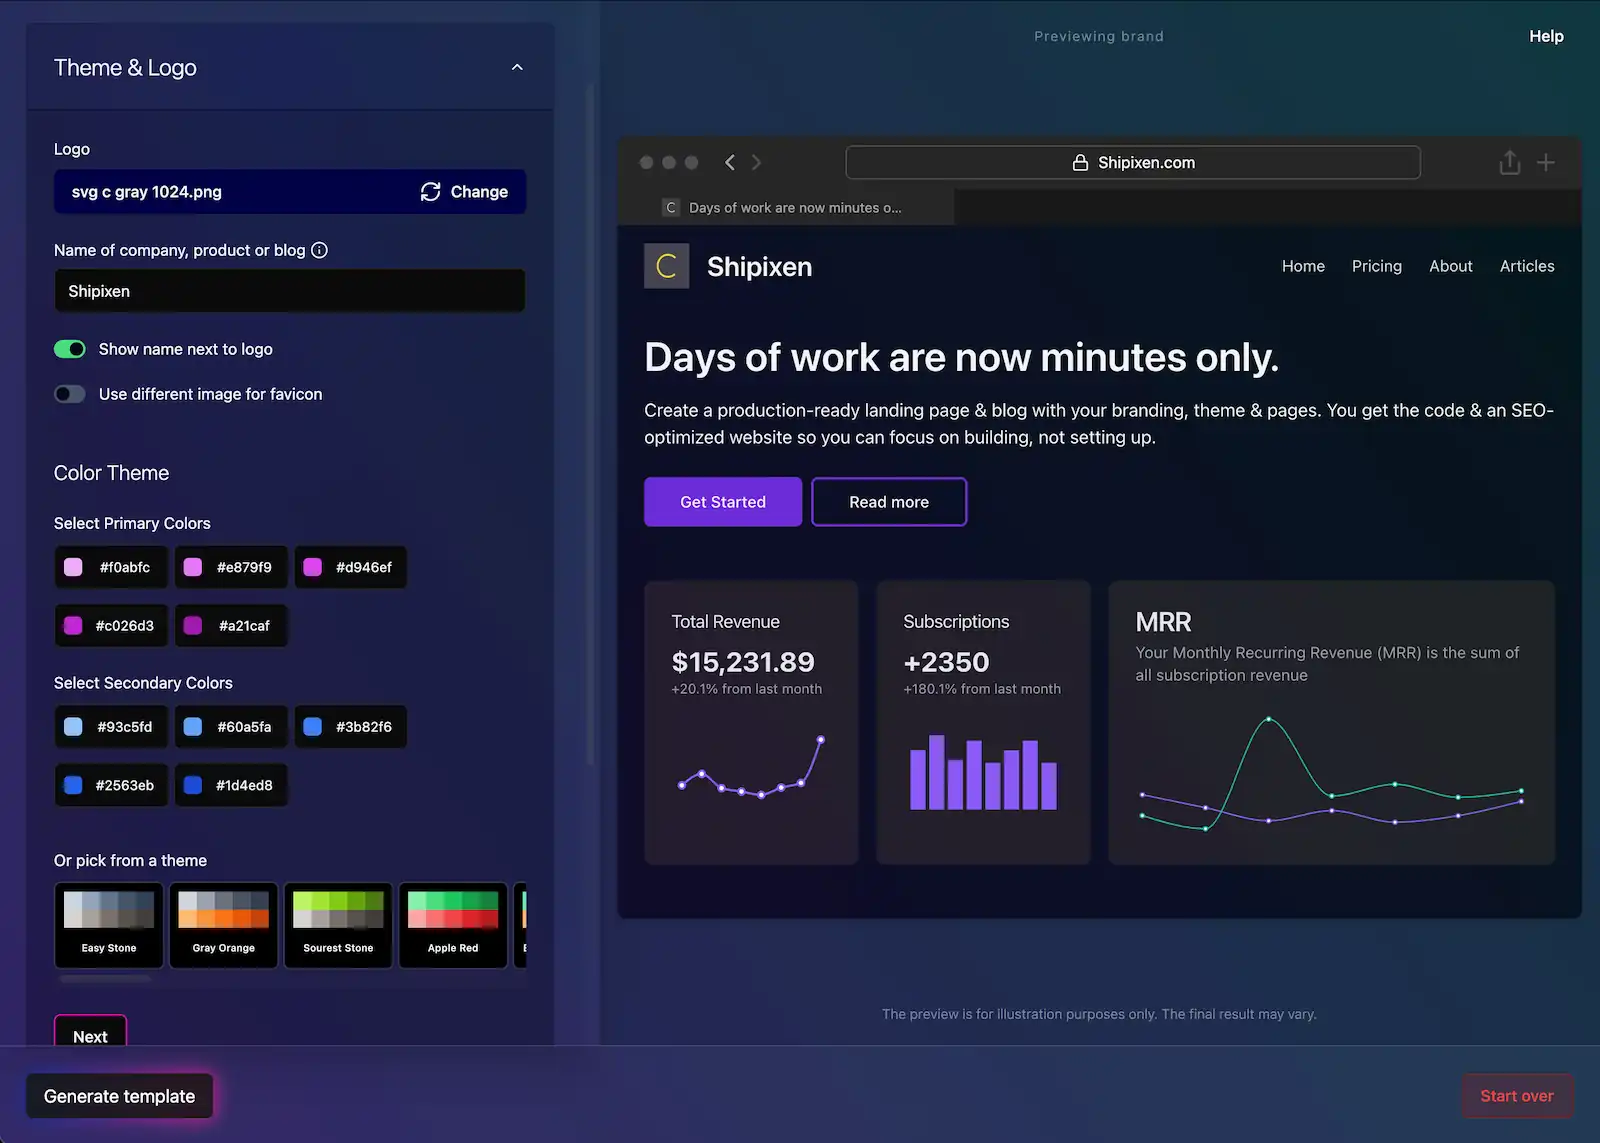 Theme & Logo
Logo
svg c gray 1024.png
Change
Name of company, product or blog
Shipixen
Show name next to logo
Use different image for favicon
Color Theme
Select Primary Colors
#f0abfc
#e879f9
#d946ef
#c026d3
#a21caf
Select Secondary Colors
#93c5fd
#60a5fa
#3b82f6
#2563eb
#1d4ed8
Or pick from a theme
Easy Stone
Gray Orange
Sourest Stone
Apple Red
Next
Generate template
Previewing brand
Help
Shipixen.com
C Days of work are now minutes o...
C Shipixen
Home
Pricing
About
Articles
Days of work are now minutes only.
Create a production-ready landing page & blog with your branding, theme & pages. You get the code & an SEO-
optimized website so you can focus on building, not setting up.
Get Started
Read more
Total Revenue
$15,231.89
+20.1% from last month
Subscriptions
+2350
+180.1% from last month
MRR
Your Monthly Recurring Revenue (MRR) is the sum of
all subscription revenue
The preview is for illustration purposes only. The final result may vary.
Start over